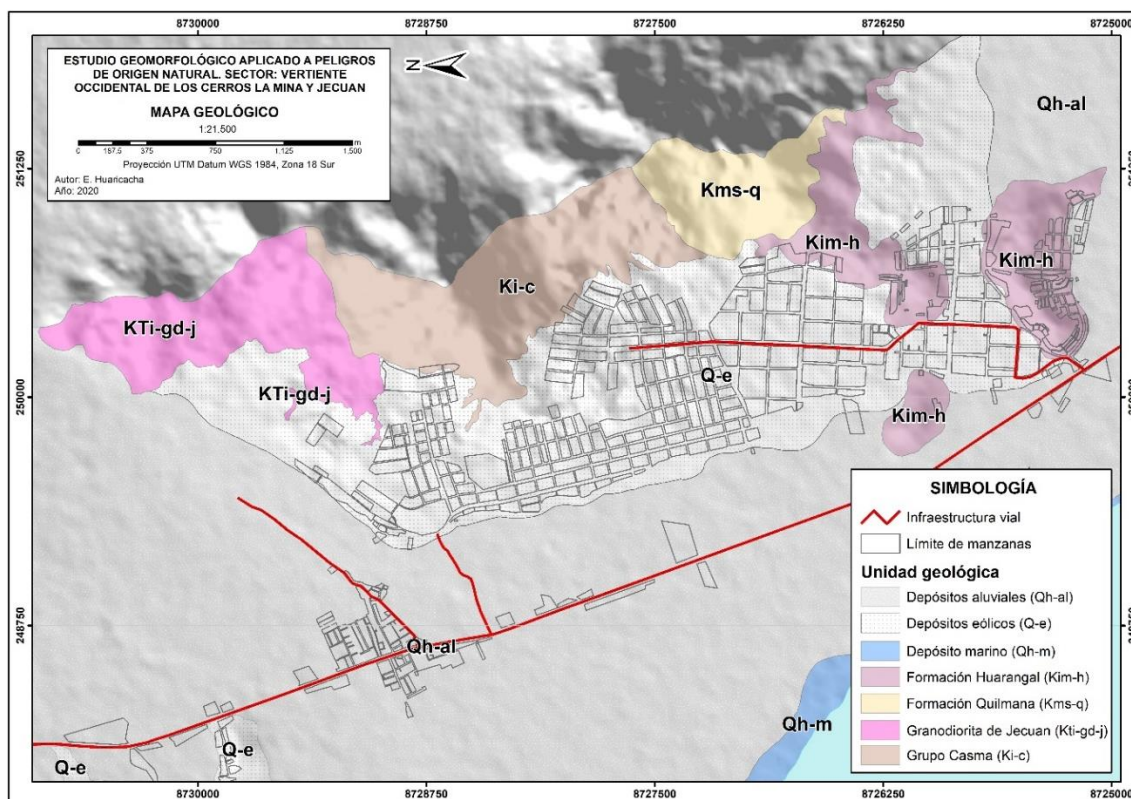 8730000
8728750
8727500
8726250
8725000
ESTUDIO GEOMORFOLÓGICO APLICADO A PELIGROS
DE ORIGEN NATURAL. SECTOR: VERTIENTE
OCCIDENTAL DE LOS CERROS LA MINA Y JECUAN
MAPA GEOLÓGICO
1:21.500
0 187,5 375 750 1.125 1.500
m
Proyección UTM Datum WGS 1984, Zona 18 Sur
Autor: E. Huaricacha
Año: 2020
N
Qh-al
251250
251250
Kms-q
Kim-h
Kim-h
Ki-c
KTi-gd-j
Q-e
KTi-gd-j
250000
250000
Kim-h
248750
248750
Qh-al
Qh-m
Q-e
Q-e
SIMBOLOGÍA
Infraestructura vial
Límite de manzanas
Unidad geológica
Depósitos aluviales (Qh-al)
Depósitos eólicos (Q-e)
Depósito marino (Qh-m)
Formación Huarangal (Kim-h)
Formación Quilmana (Kms-q)
Granodiorita de Jecuan (Kti-gd-j)
Grupo Casma (Ki-c)
8730000
8728750
8727500
8726250
8725000